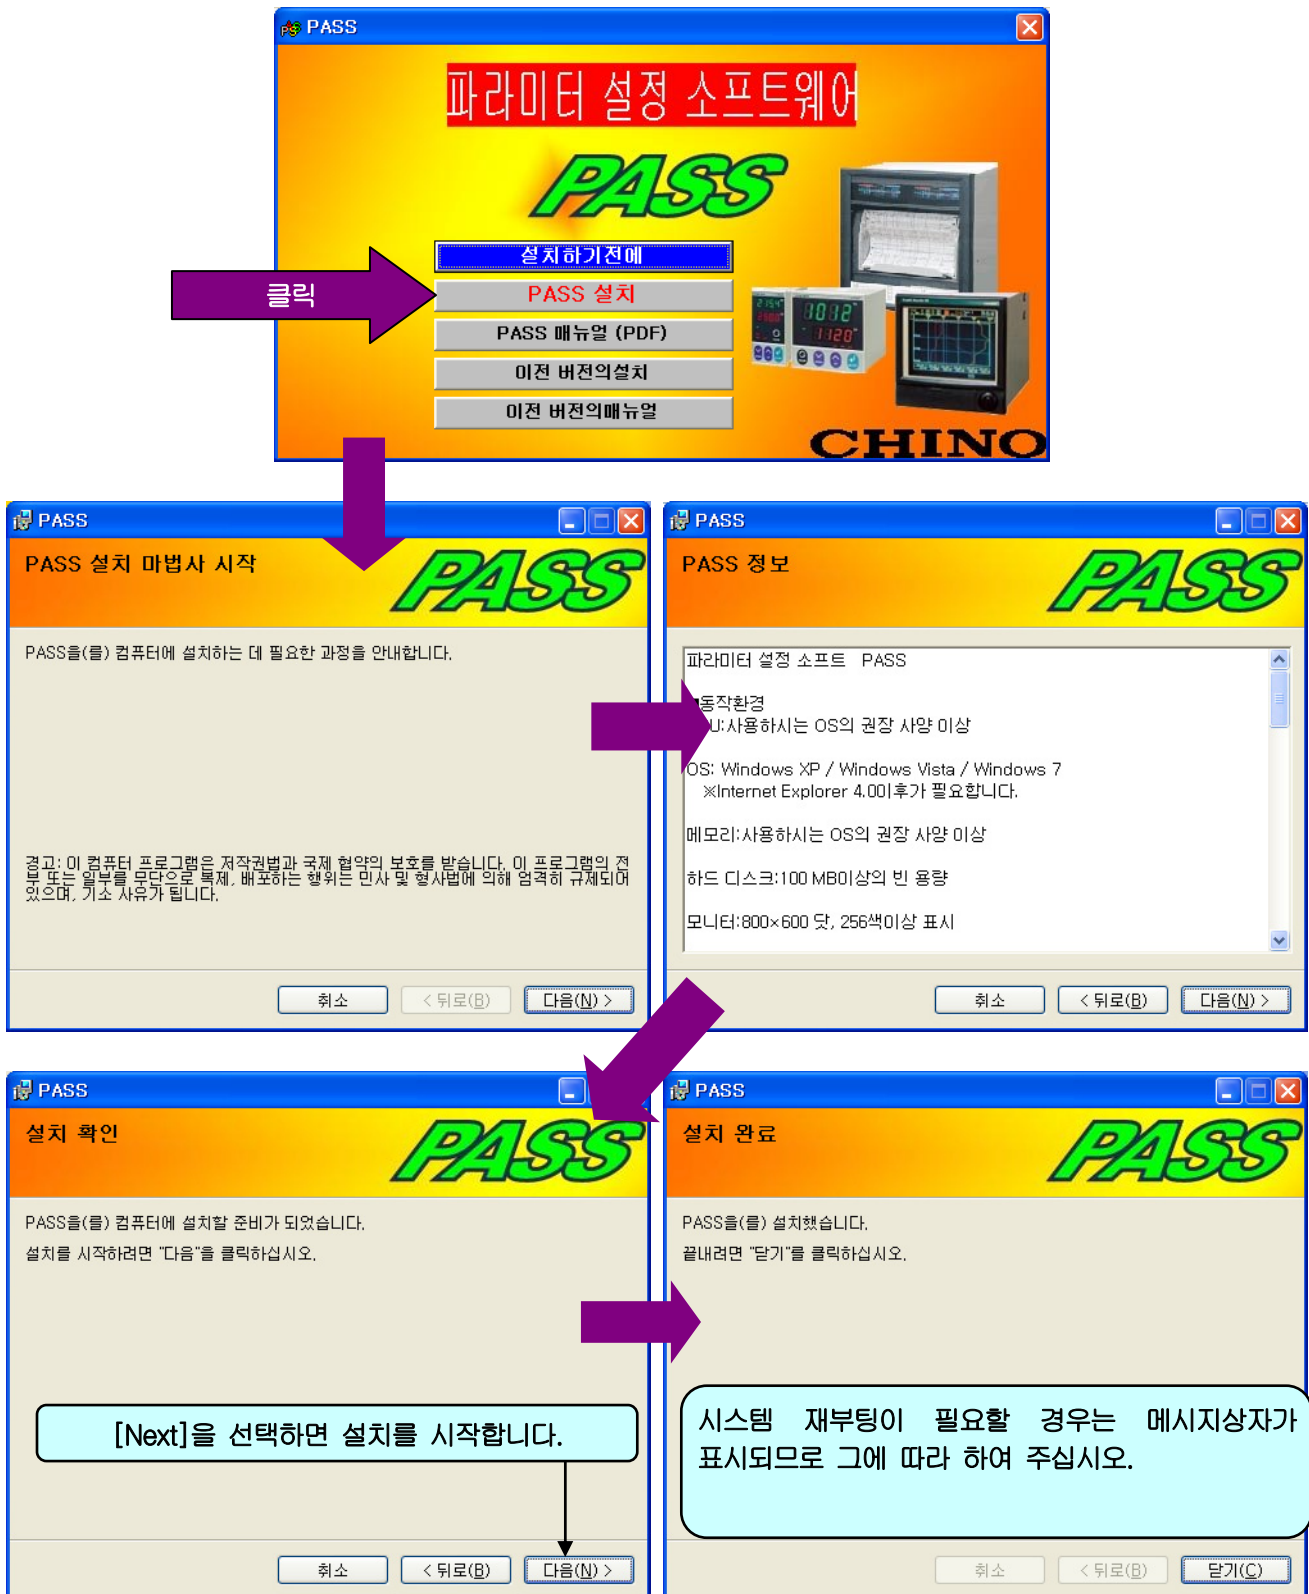 PASS
파라미터 설정 소프트웨어
PASS
설치하기전에
클릭
PASS 설치
PASS 매뉴얼 (PDF)
이전 버전의설치
이전 버전의매뉴얼
CHINO
PASS
PASS 설치 마법사 시작
PASS
PASS을(를) 컴퓨터에 설치하는 데 필요한 과정을 안내합니다.
경고: 이 컴퓨터 프로그램은 저작권법과 국제 협약의 보호를 받습니다. 이 프로그램의 전
부 또는 일부를 무단으로 복제, 배포하는 행위는 민사 및 형사법에 의해 엄격히 규제되어
있으며, 기소 사유가 됩니다.
취소
< 뒤로(B)
다음(N) >
PASS
PASS 정보
PASS
파라미터 설정 소프트 PASS
동작환경
U:사용하시는 OS의 권장 사양 이상
OS: Windows XP / Windows Vista / Windows 7
※Internet Explorer 4.00이후가 필요합니다.
메모리:사용하시는 OS의 권장 사양 이상
하드 디스크:100 MB이상의 빈 용량
모니터:800×600 닷, 256색이상 표시
취소
< 뒤로(B)
다음(N) >
PASS
설치 확인
PASS
PASS을(를) 컴퓨터에 설치할 준비가 되었습니다.
설치를 시작하려면 "다음"을 클릭하십시오.
[Next]을 선택하면 설치를 시작합니다.
취소
< 뒤로(B)
다음(N) >
PASS
설치 완료
PASS
PASS을(를) 설치했습니다.
끝내려면 "닫기"를 클릭하십시오.
시스템 재부팅이 필요할 경우는 메시지상자가
표시되므로 그에 따라 하여 주십시오.
취소
< 뒤로(B)
닫기(C)